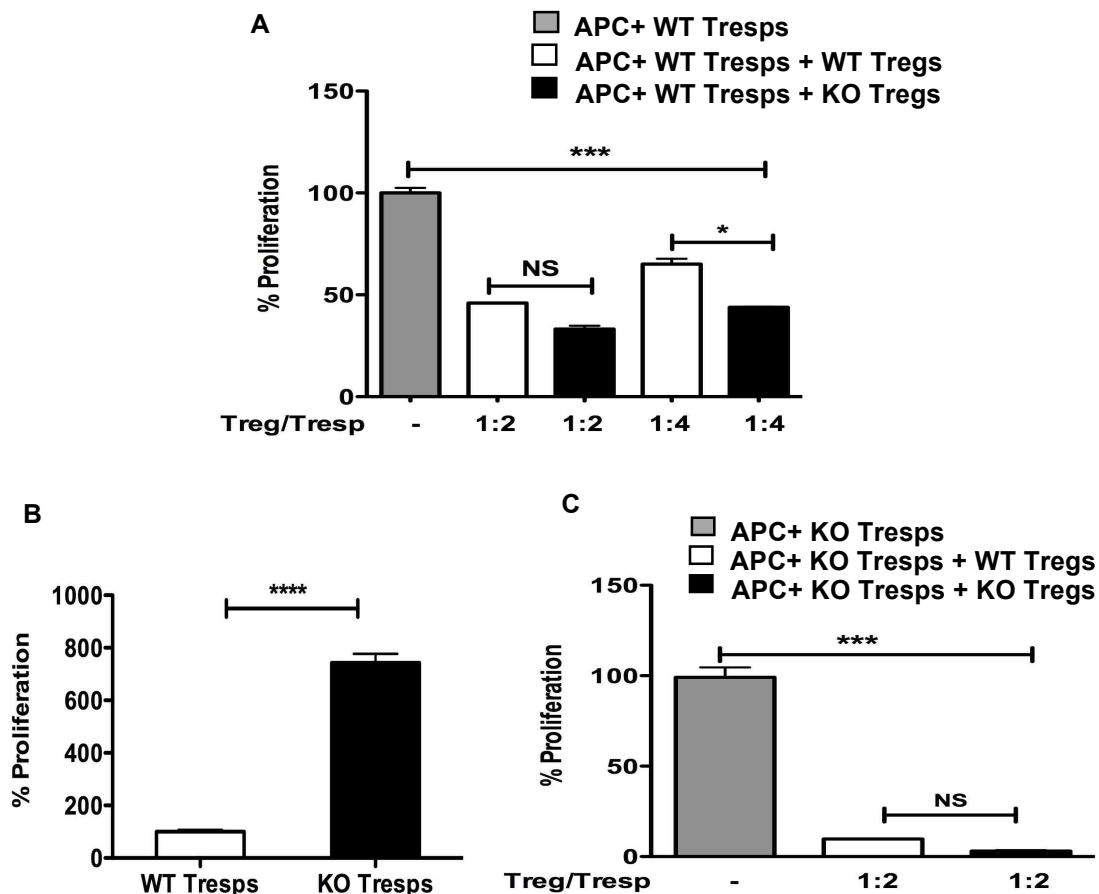 A
APC+ WT Tresps
APC+ WT Tresps + WT Tregs
APC+ WT Tresps + KO Tregs
% Proliferation
150
100
50
0
***
*
NS
Treg/Tresp - 1:2 1:2 1:4 1:4
B
% Proliferation
1000
800
600
400
200
0
****
WT Tresps KO Tresps
C
APC+ KO Tresps
APC+ KO Tresps + WT Tregs
APC+ KO Tresps + KO Tregs
% Proliferation
150
100
50
0
***
NS
Treg/Tresp - 1:2 1:2